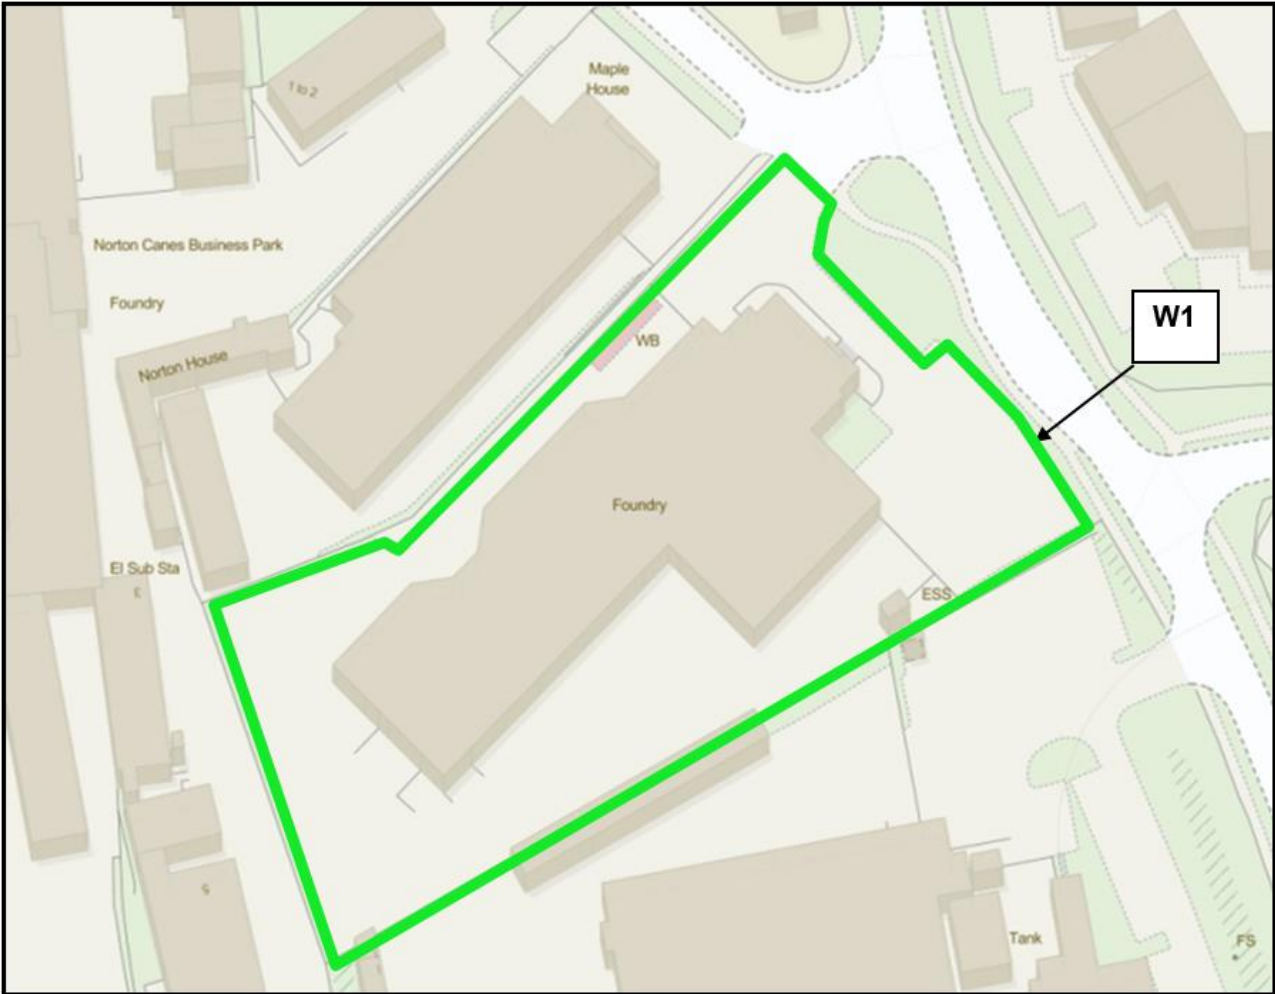 Maple
House
1 to 2
Norton Canes Business Park
Foundry
W1
WB
Norton House
Foundry
El Sub Sta
3
ESS
5
Tank
FS